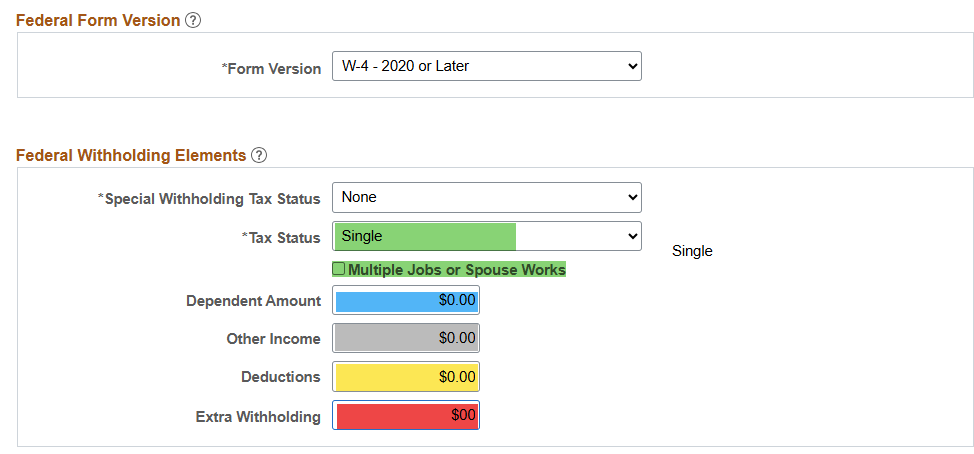 Federal Form Version ?
*Form Version W-4 - 2020 or Later
Federal Withholding Elements ?
*Special Withholding Tax Status None
*Tax Status Single
Single
Multiple Jobs or Spouse Works
Dependent Amount $0.00
Other Income $0.00
Deductions $0.00
Extra Withholding $00